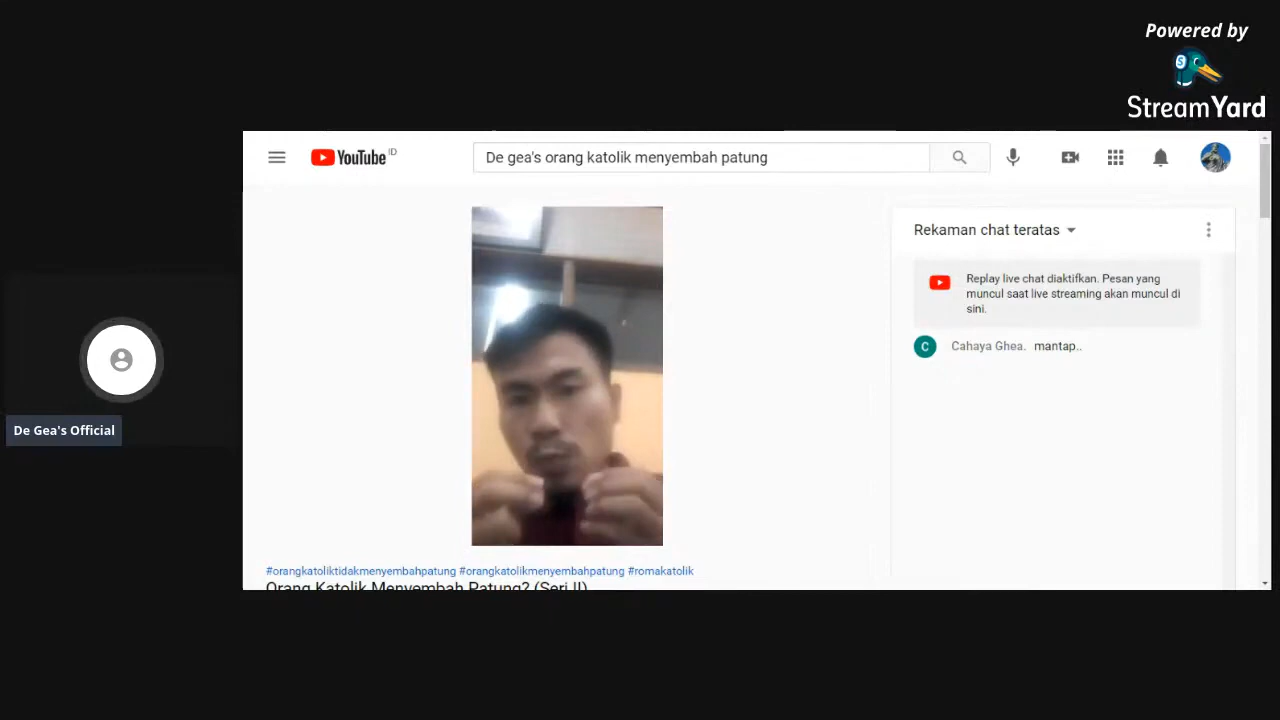 Powered by
StreamYard
YouTube ID
De gea's orang katolik menyembah patung
Rekaman chat teratas
Replay live chat diaktifkan. Pesan yang
muncul saat live streaming akan muncul di
sini.
C Cahaya Ghea. mantap..
De Gea's Official
#orangkatoliktidakmenyembahpatung #orangkatolikmenyembahpatung #romakatolik
Orang Katolik Menyembah Patung? (Seri II)